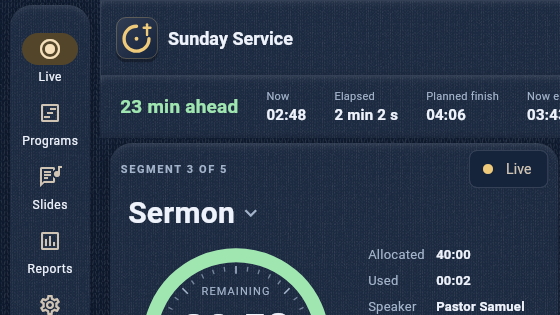 Sunday Service
Live
Programs
Slides
Reports
23 min ahead
Now
02:48
Elapsed
2 min 2 s
Planned finish
04:06
Now
SEGMENT 3 OF 5
Live
Sermon
REMAINING
Allocated 40:00
Used 00:02
Speaker Pastor Samuel